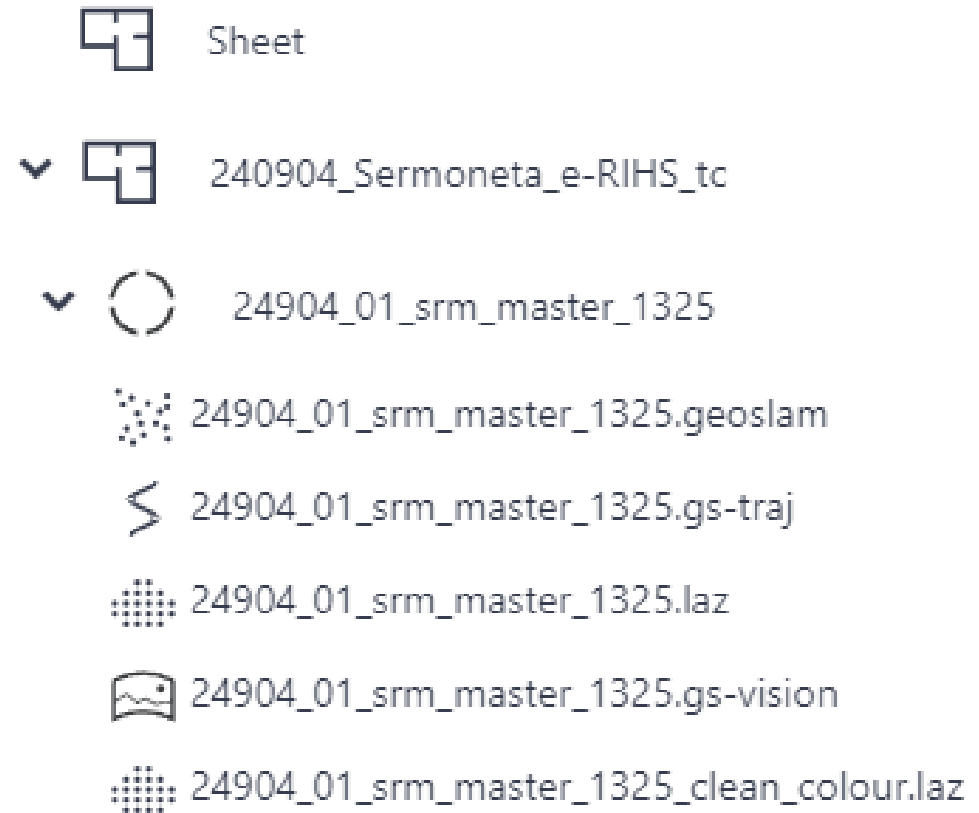 Sheet
240904_Sermoneta_e-RIHS_tc
24904_01_srm_master_1325
24904_01_srm_master_1325.geoslam
24904_01_srm_master_1325.gs-traj
24904_01_srm_master_1325.laz
24904_01_srm_master_1325.gs-vision
24904_01_srm_master_1325_clean_colour.laz